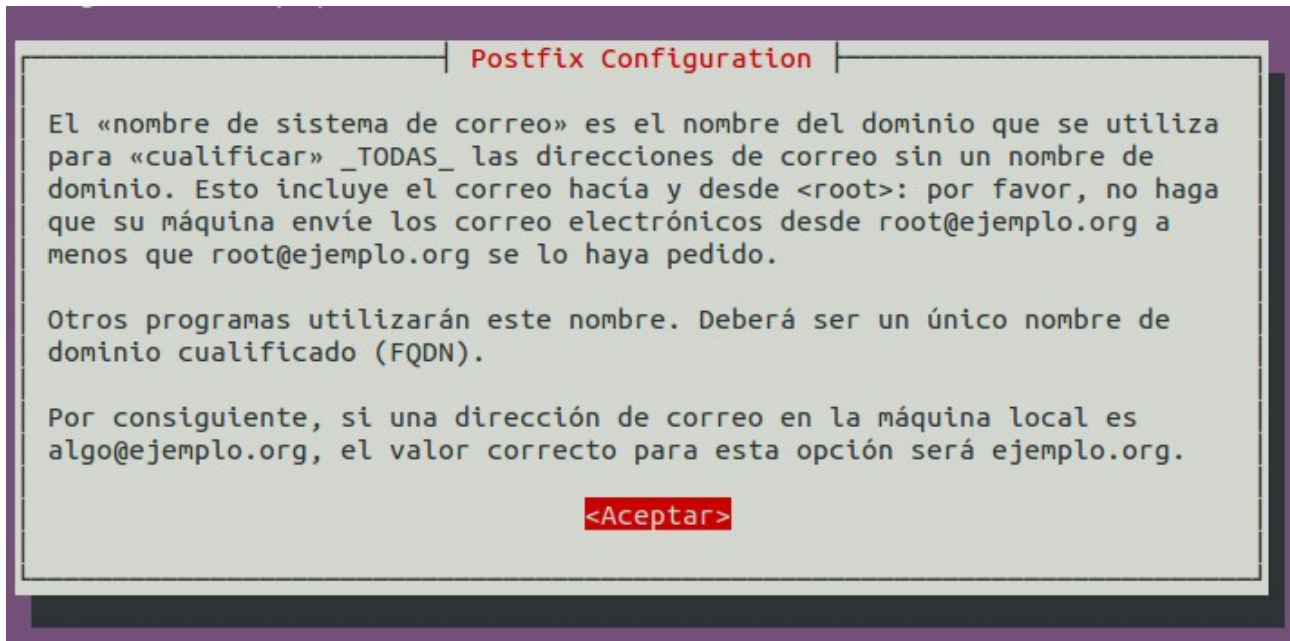 Postfix Configuration
El «nombre de sistema de correo» es el nombre del dominio que se utiliza
para «cualificar» _TODAS_ las direcciones de correo sin un nombre de
dominio. Esto incluye el correo hacía y desde <root>: por favor, no haga
que su máquina envíe los correo electrónicos desde root@ejemplo.org a
menos que root@ejemplo.org se lo haya pedido.
Otros programas utilizarán este nombre. Deberá ser un único nombre de
dominio cualificado (FQDN).
Por consiguiente, si una dirección de correo en la máquina local es
algo@ejemplo.org, el valor correcto para esta opción será ejemplo.org.
<Aceptar>